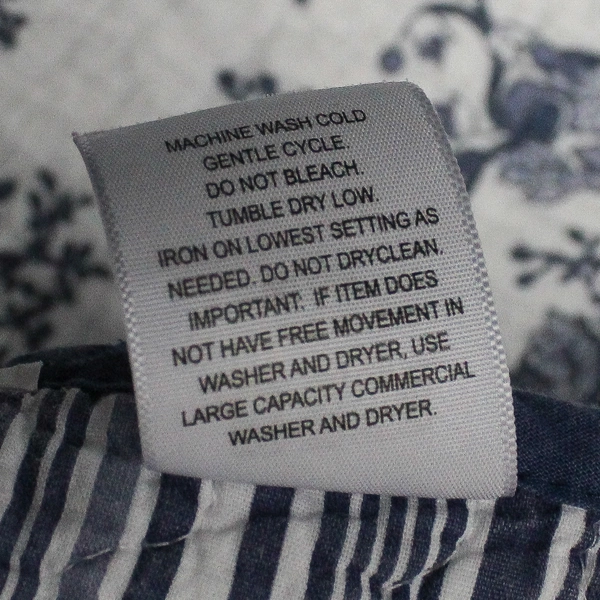 MACHINE WASH COLD
GENTLE CYCLE.
DO NOT BLEACH.
TUMBLE DRY LOW.
IRON ON LOWEST SETTING AS
NEEDED. DO NOT DRYCLEAN.
IMPORTANT: IF ITEM DOES
NOT HAVE FREE MOVEMENT IN
WASHER AND DRYER, USE
LARGE CAPACITY COMMERCIAL
WASHER AND DRYER.